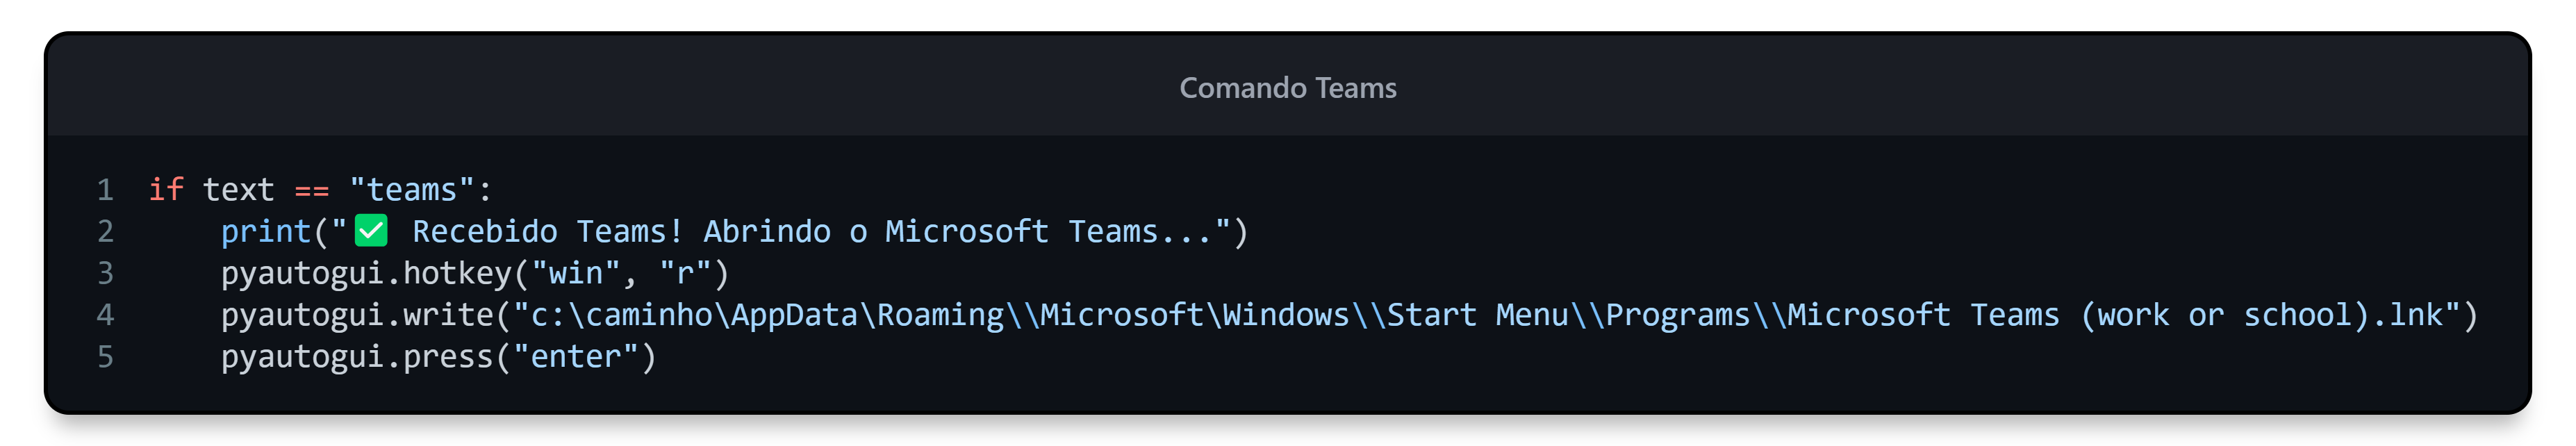 Comando Teams
1 if text == "teams":
2     print("✅ Recebido Teams! Abrindo o Microsoft Teams...")
3     pyautogui.hotkey("win", "r")
4     pyautogui.write("c:\caminho\AppData\Roaming\\Microsoft\Windows\\Start Menu\\Programs\\Microsoft Teams (work or school).lnk")
5     pyautogui.press("enter")